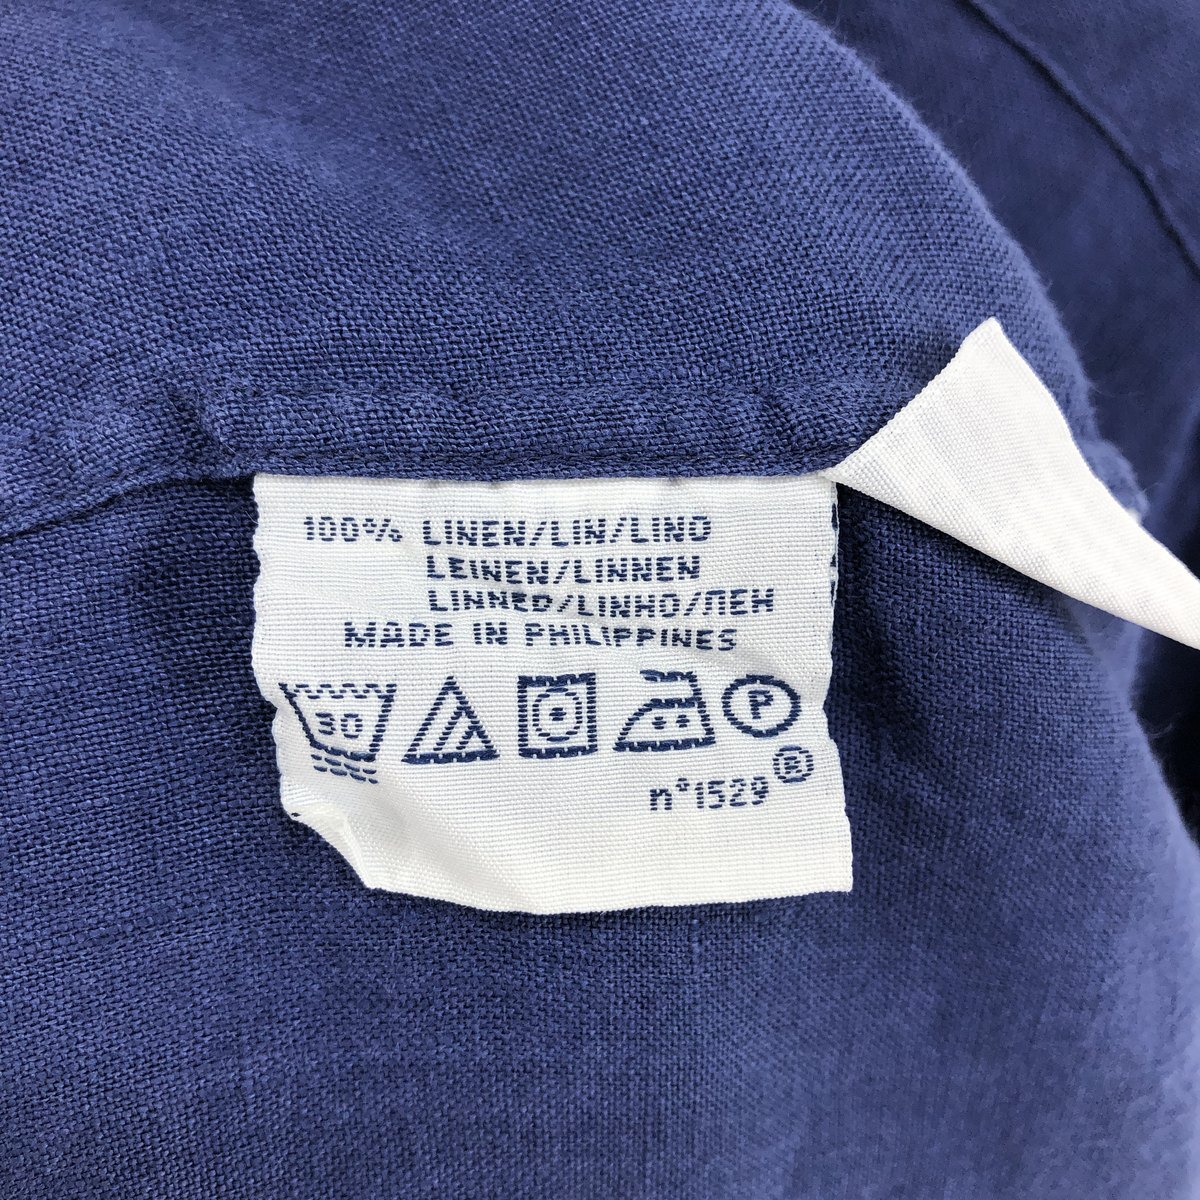 100% LINEN/LIN/LINO
LEINEN/LINNEN
LINNED/LINHO/ЛЕН
MADE IN PHILIPPINES
30 P
n°1529 ®